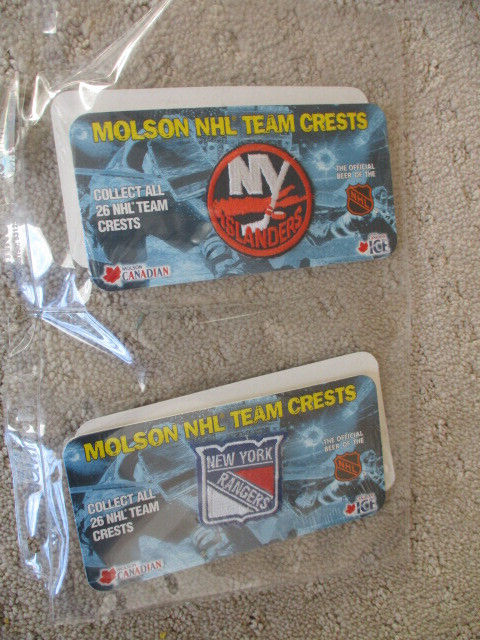 MOLSON NHL TEAM CRESTS
COLLECT ALL
26 NHL TEAM
CRESTS
NY
ISLANDERS
THE OFFICIAL
BEER OF THE
NHL
MOLSON
CANADIAN
ICE
MOLSON NHL TEAM CRESTS
COLLECT ALL
26 NHL TEAM
CRESTS
NEW YORK
RANGERS
THE OFFICIAL
BEER OF THE
NHL
CANADIAN
ICE